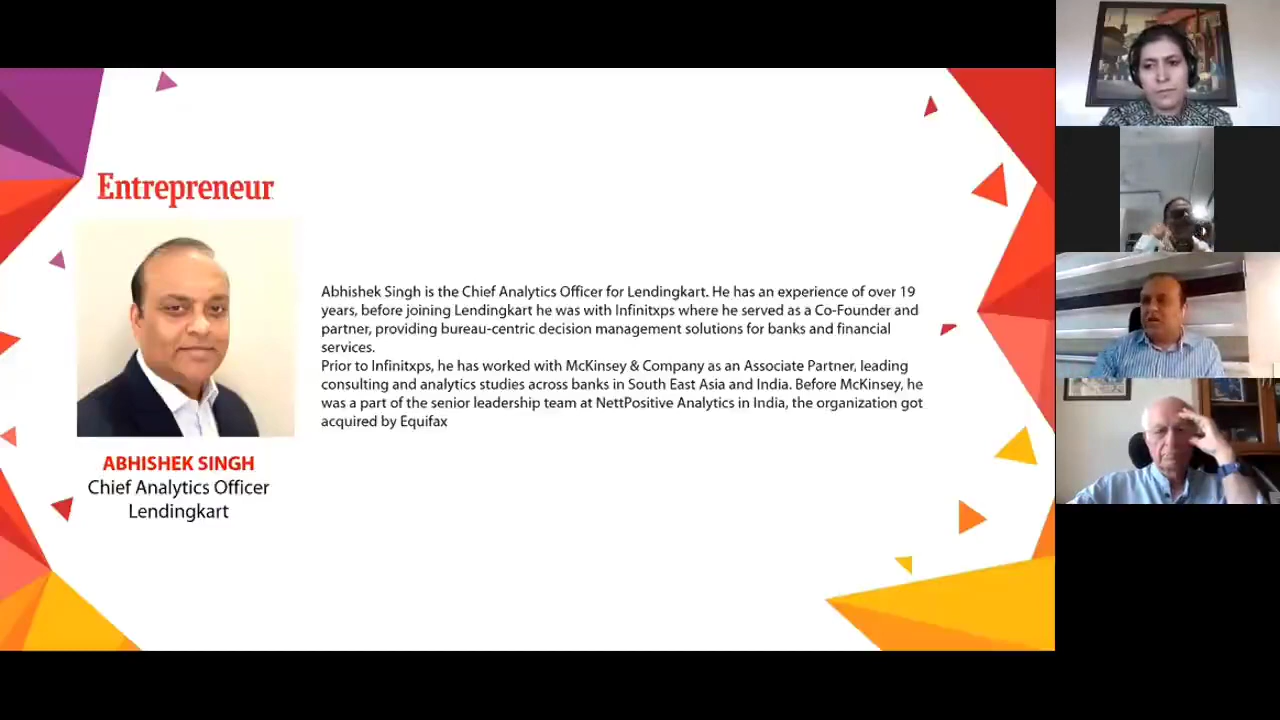 Entrepreneur
Abhishek Singh is the Chief Analytics Officer for Lendingkart. He has an experience of over 19
years, before joining Lendingkart he was with Infinitxps where he served as a Co-Founder and
partner, providing bureau-centric decision management solutions for banks and financial
services.
Prior to Infinitxps, he has worked with McKinsey & Company as an Associate Partner, leading
consulting and analytics studies across banks in South East Asia and India. Before McKinsey, he
was a part of the senior leadership team at NettPositive Analytics in India, the organization got
acquired by Equifax
ABHISHEK SINGH
Chief Analytics Officer
Lendingkart